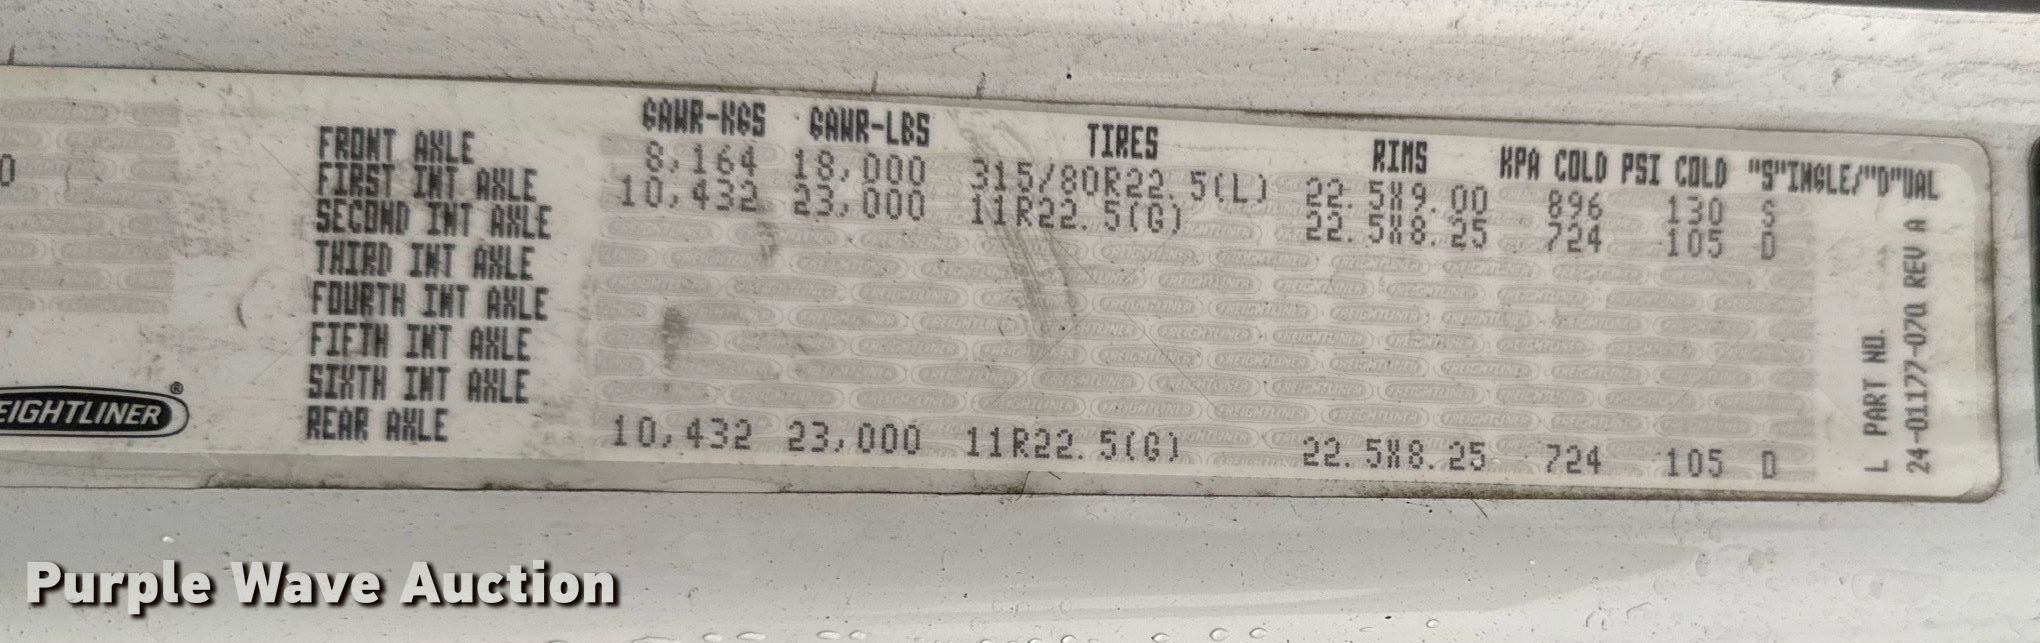 GAWR-KGS GAWR-LBS TIRES RIMS KPA COLD PSI COLD "S"INGLE/"D"UAL
FRONT AXLE 8,164 18,000 315/80R22.5(L) 22.5X9.00 896 130 S
FIRST INT AXLE 10,432 23,000 11R22.5(G) 22.5X8.25 724 105 D
SECOND INT AXLE
THIRD INT AXLE
FOURTH INT AXLE
FIFTH INT AXLE
SIXTH INT AXLE
REAR AXLE 10,432 23,000 11R22.5(G) 22.5X8.25 724 105 D
L PART NO.
24-01177-070 REV A
EIGHTLINER®
Purple Wave Auction